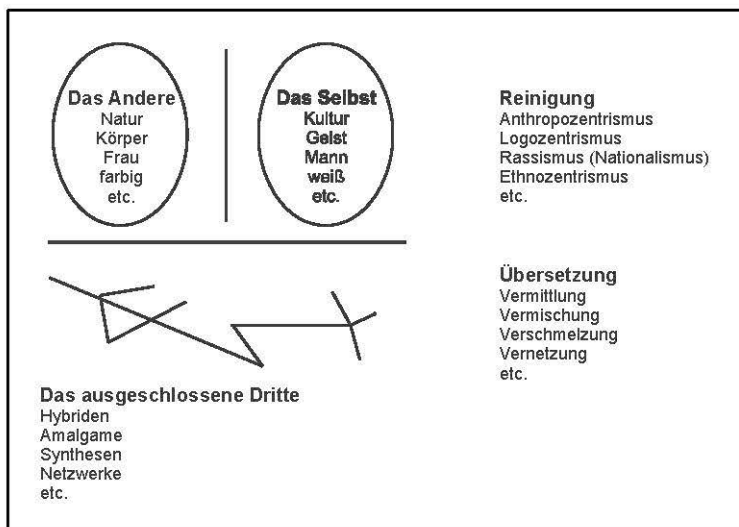 Das Andere
Natur
Körper
Frau
farbig
etc.
Das Selbst
Kultur
Geist
Mann
weiß
etc.
Reinigung
Anthropozentrismus
Logozentrismus
Rassismus (Nationalismus)
Ethnozentrismus
etc.
Übersetzung
Vermittlung
Vermischung
Verschmelzung
Vernetzung
etc.
Das ausgeschlossene Dritte
Hybriden
Amalgame
Synthesen
Netzwerke
etc.